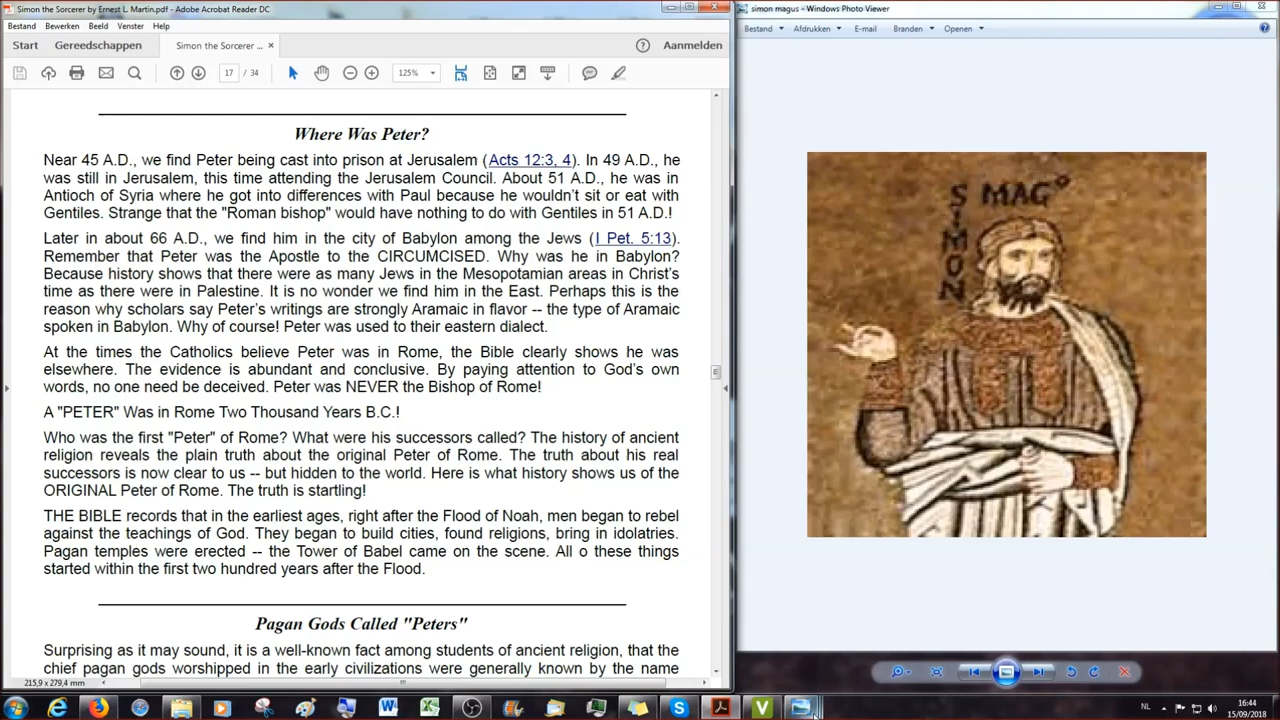 Simon the Sorcerer by Ernest L. Martin.pdf - Adobe Acrobat Reader DC
Bestand Bewerken Beeld Venster Help
Start Gereedschappen Simon the Sorcerer ... × Aanmelden
17 / 34 125%
Where Was Peter?
Near 45 A.D., we find Peter being cast into prison at Jerusalem (Acts 12:3, 4). In 49 A.D., he
was still in Jerusalem, this time attending the Jerusalem Council. About 51 A.D., he was in
Antioch of Syria where he got into differences with Paul because he wouldn't sit or eat with
Gentiles. Strange that the "Roman bishop" would have nothing to do with Gentiles in 51 A.D.!
Later in about 66 A.D., we find him in the city of Babylon among the Jews (I Pet. 5:13).
Remember that Peter was the Apostle to the CIRCUMCISED. Why was he in Babylon?
Because history shows that there were as many Jews in the Mesopotamian areas in Christ's
time as there were in Palestine. It is no wonder we find him in the East. Perhaps this is the
reason why scholars say Peter's writings are strongly Aramaic in flavor -- the type of Aramaic
spoken in Babylon. Why of course! Peter was used to their eastern dialect.
At the times the Catholics believe Peter was in Rome, the Bible clearly shows he was
elsewhere. The evidence is abundant and conclusive. By paying attention to God's own
words, no one need be deceived. Peter was NEVER the Bishop of Rome!
A "PETER" Was in Rome Two Thousand Years B.C.!
Who was the first "Peter" of Rome? What were his successors called? The history of ancient
religion reveals the plain truth about the original Peter of Rome. The truth about his real
successors is now clear to us -- but hidden to the world. Here is what history shows us of the
ORIGINAL Peter of Rome. The truth is startling!
THE BIBLE records that in the earliest ages, right after the Flood of Noah, men began to rebel
against the teachings of God. They began to build cities, found religions, bring in idolatries.
Pagan temples were erected -- the Tower of Babel came on the scene. All o these things
started within the first two hundred years after the Flood.
Pagan Gods Called "Peters"
Surprising as it may sound, it is a well-known fact among students of ancient religion, that the
chief pagan gods worshipped in the early civilizations were generally known by the name
215,9 x 279,4 mm
simon magus - Windows Photo Viewer
Bestand Afdrukken E-mail Branden Openen
SIMON MAG°
NL 16:44
15/09/2018